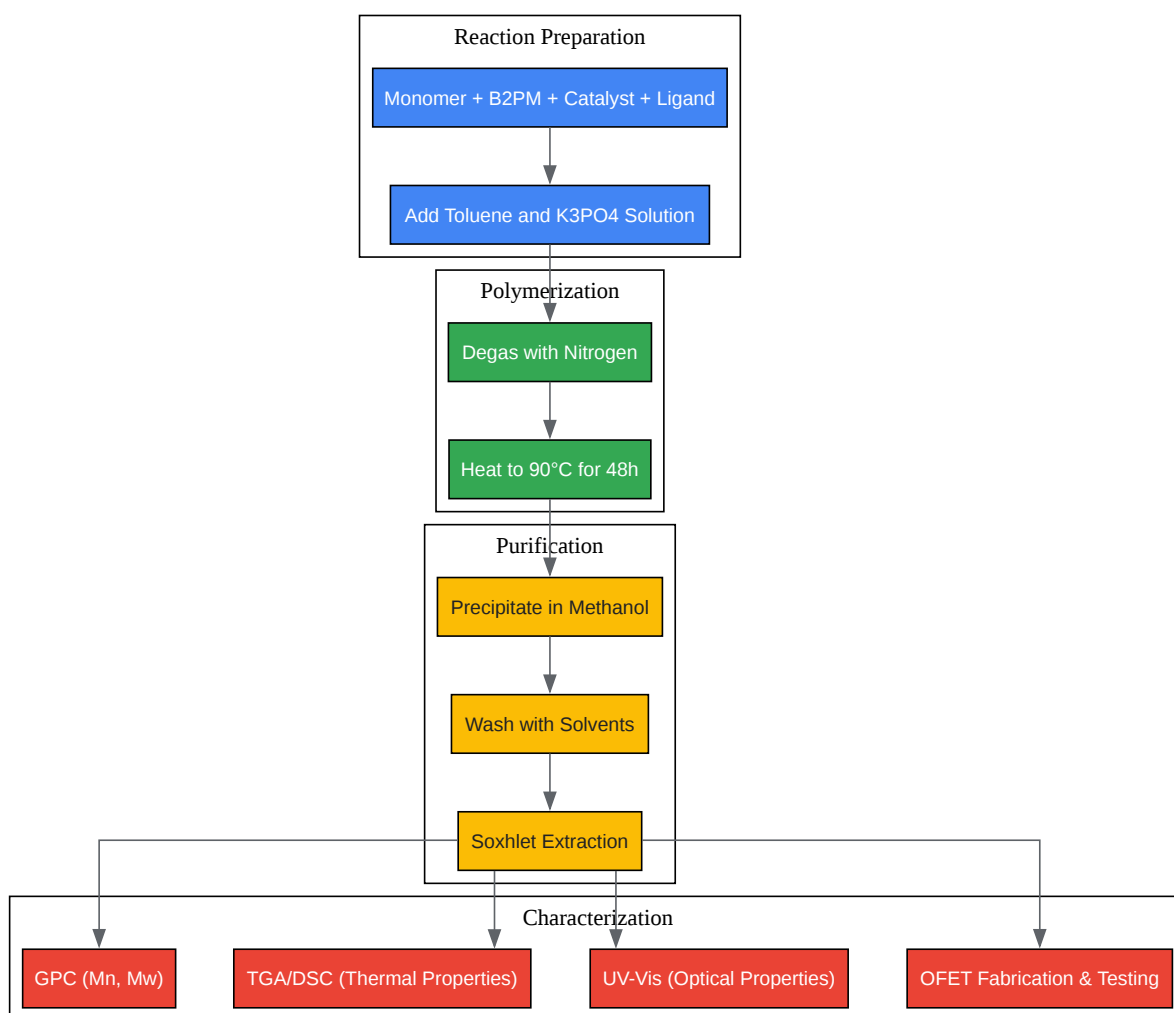 Reaction Preparation
Monomer + B2PM + Catalyst + Ligand
Add Toluene and K3PO4 Solution
Polymerization
Degas with Nitrogen
Heat to 90°C for 48h
Purification
Precipitate in Methanol
Wash with Solvents
Soxhlet Extraction
Characterization
GPC (Mn, Mw)
TGA/DSC (Thermal Properties)
UV-Vis (Optical Properties)
OFET Fabrication & Testing